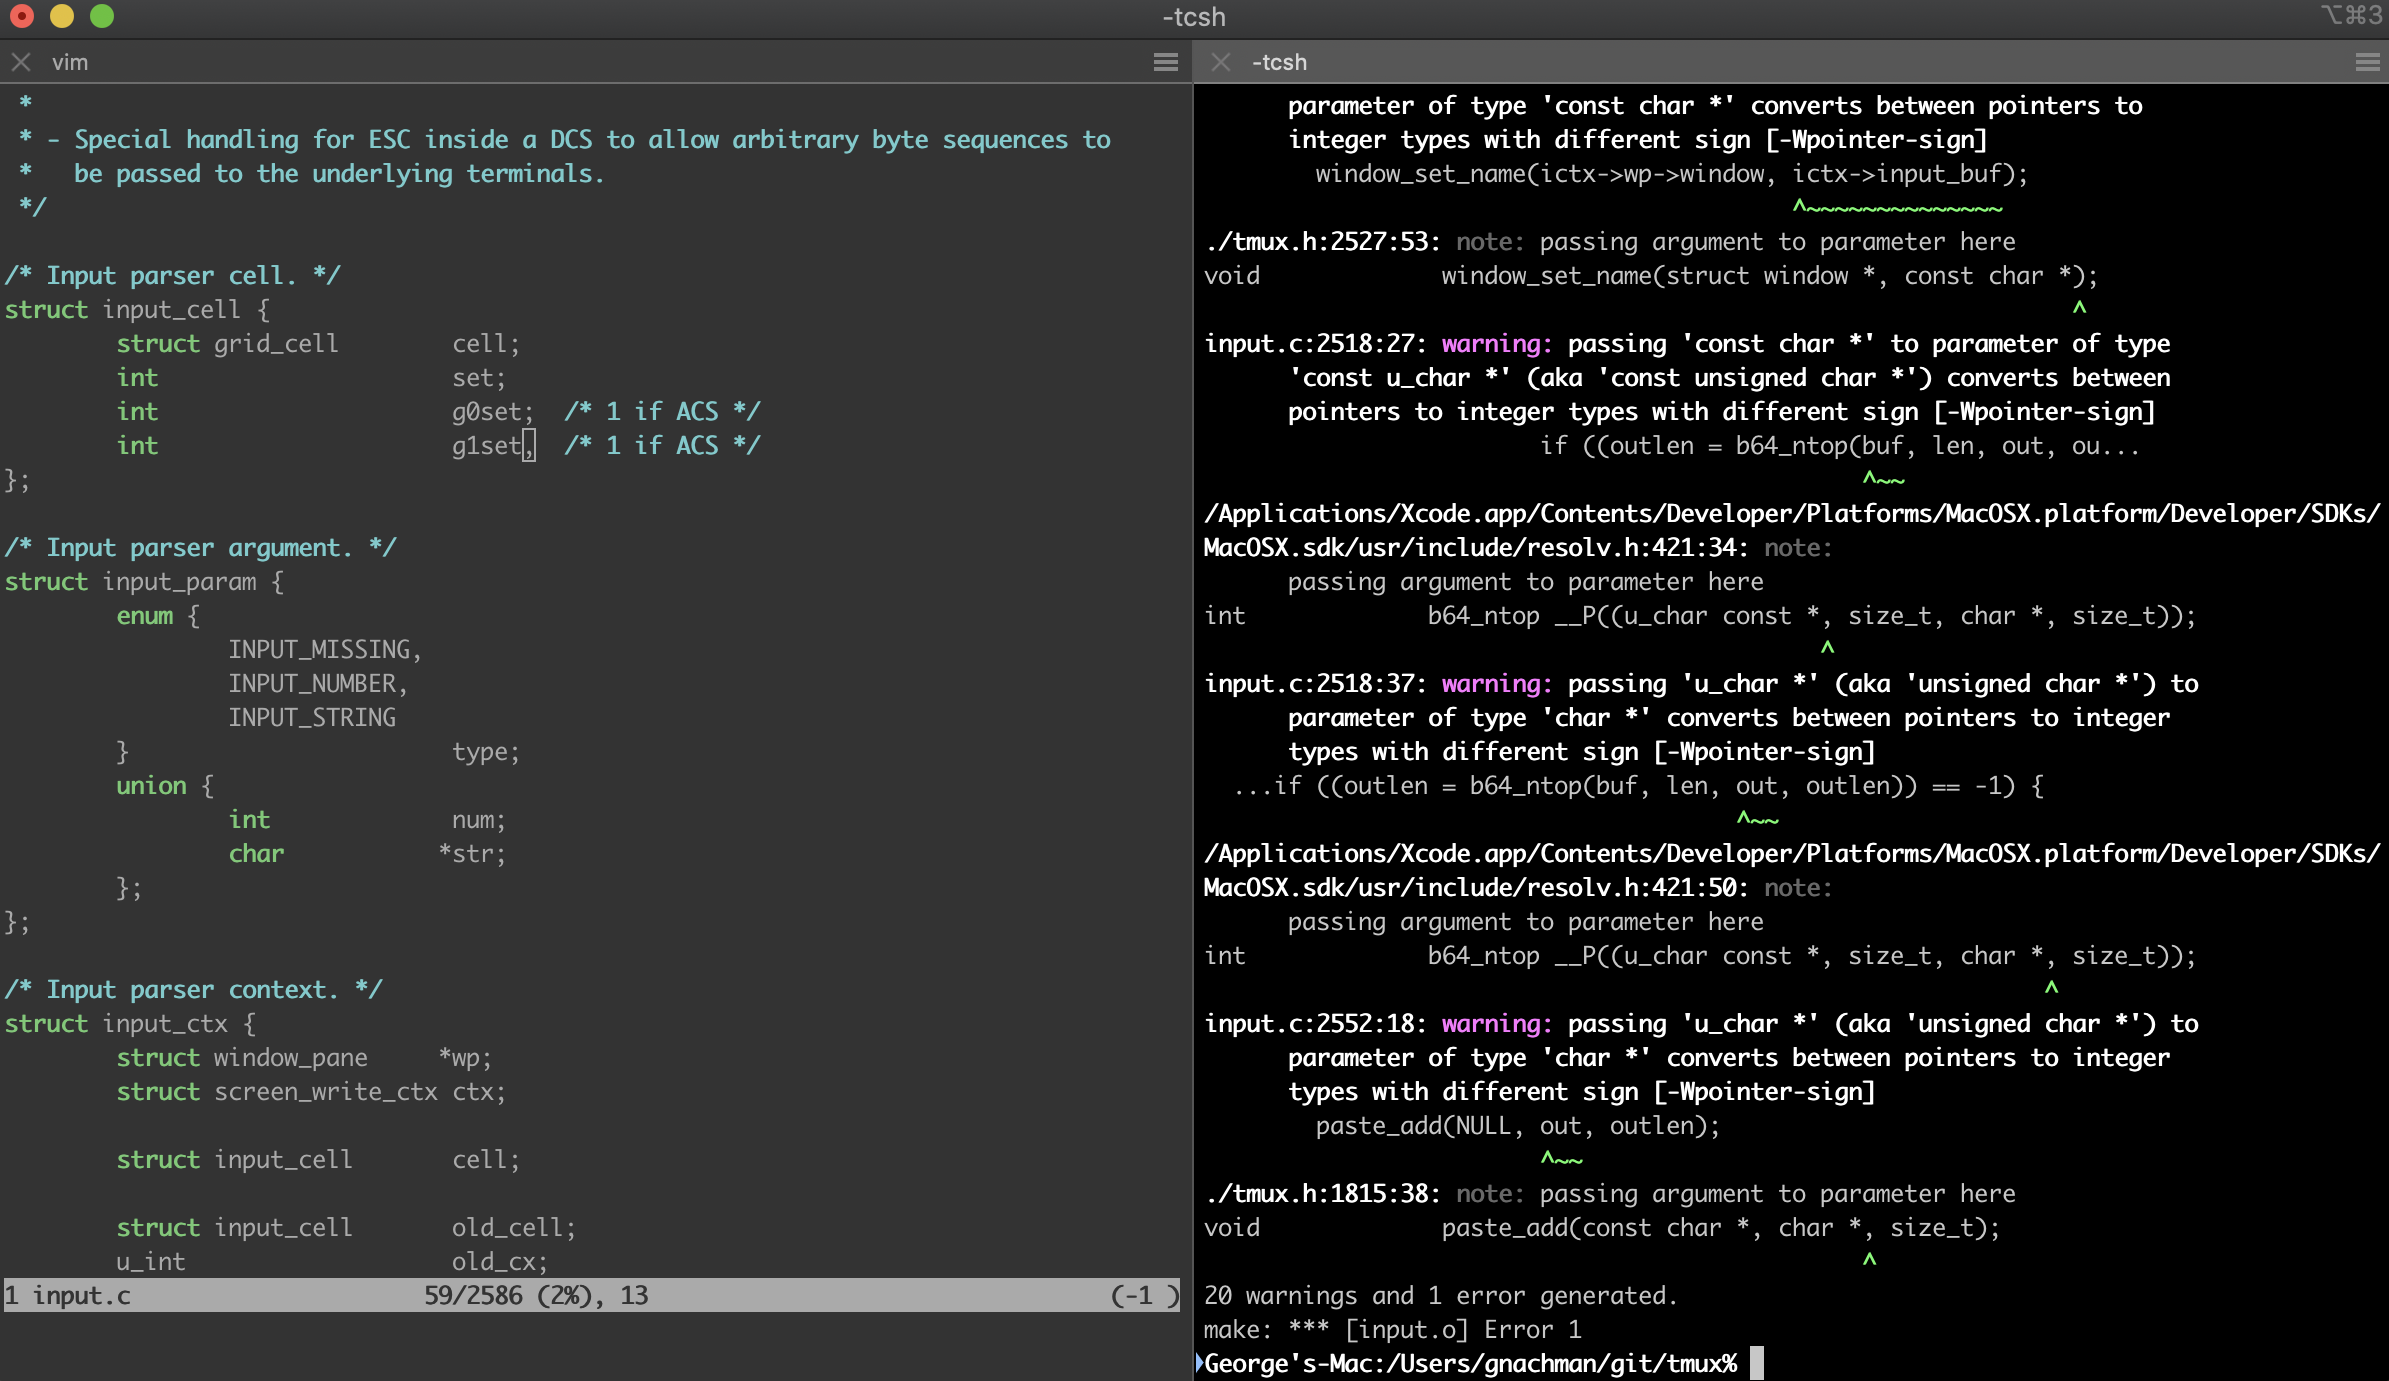 -tcsh
⌥⌘3
vim
 *
 * - Special handling for ESC inside a DCS to allow arbitrary byte sequences to
 *   be passed to the underlying terminals.
 */

/* Input parser cell. */
struct input_cell {
        struct grid_cell        cell;
        int                     set;
        int                     g0set;  /* 1 if ACS */
        int                     g1set,  /* 1 if ACS */
};

/* Input parser argument. */
struct input_param {
        enum {
                INPUT_MISSING,
                INPUT_NUMBER,
                INPUT_STRING
        }                       type;
        union {
                int             num;
                char           *str;
        };
};

/* Input parser context. */
struct input_ctx {
        struct window_pane     *wp;
        struct screen_write_ctx ctx;

        struct input_cell       cell;

        struct input_cell       old_cell;
        u_int                   old_cx;
1 input.c                     59/2586 (2%), 13                                 (-1 )
-tcsh
      parameter of type 'const char *' converts between pointers to
      integer types with different sign [-Wpointer-sign]
        window_set_name(ictx->wp->window, ictx->input_buf);
                                          ^~~~~~~~~~~~~~~
./tmux.h:2527:53: note: passing argument to parameter here
void             window_set_name(struct window *, const char *);
                                                              ^
input.c:2518:27: warning: passing 'const char *' to parameter of type
      'const u_char *' (aka 'const unsigned char *') converts between
      pointers to integer types with different sign [-Wpointer-sign]
                        if ((outlen = b64_ntop(buf, len, out, ou...
                                               ^~~
/Applications/Xcode.app/Contents/Developer/Platforms/MacOSX.platform/Developer/SDKs/
MacOSX.sdk/usr/include/resolv.h:421:34: note:
      passing argument to parameter here
int             b64_ntop __P((u_char const *, size_t, char *, size_t));
                                            ^
input.c:2518:37: warning: passing 'u_char *' (aka 'unsigned char *') to
      parameter of type 'char *' converts between pointers to integer
      types with different sign [-Wpointer-sign]
  ...if ((outlen = b64_ntop(buf, len, out, outlen)) == -1) {
                                      ^~~
/Applications/Xcode.app/Contents/Developer/Platforms/MacOSX.platform/Developer/SDKs/
MacOSX.sdk/usr/include/resolv.h:421:50: note:
      passing argument to parameter here
int             b64_ntop __P((u_char const *, size_t, char *, size_t));
                                                            ^
input.c:2552:18: warning: passing 'u_char *' (aka 'unsigned char *') to
      parameter of type 'char *' converts between pointers to integer
      types with different sign [-Wpointer-sign]
        paste_add(NULL, out, outlen);
                        ^~~
./tmux.h:1815:38: note: passing argument to parameter here
void             paste_add(const char *, char *, size_t);
                                               ^
20 warnings and 1 error generated.
make: *** [input.o] Error 1
George's-Mac:/Users/gnachman/git/tmux%